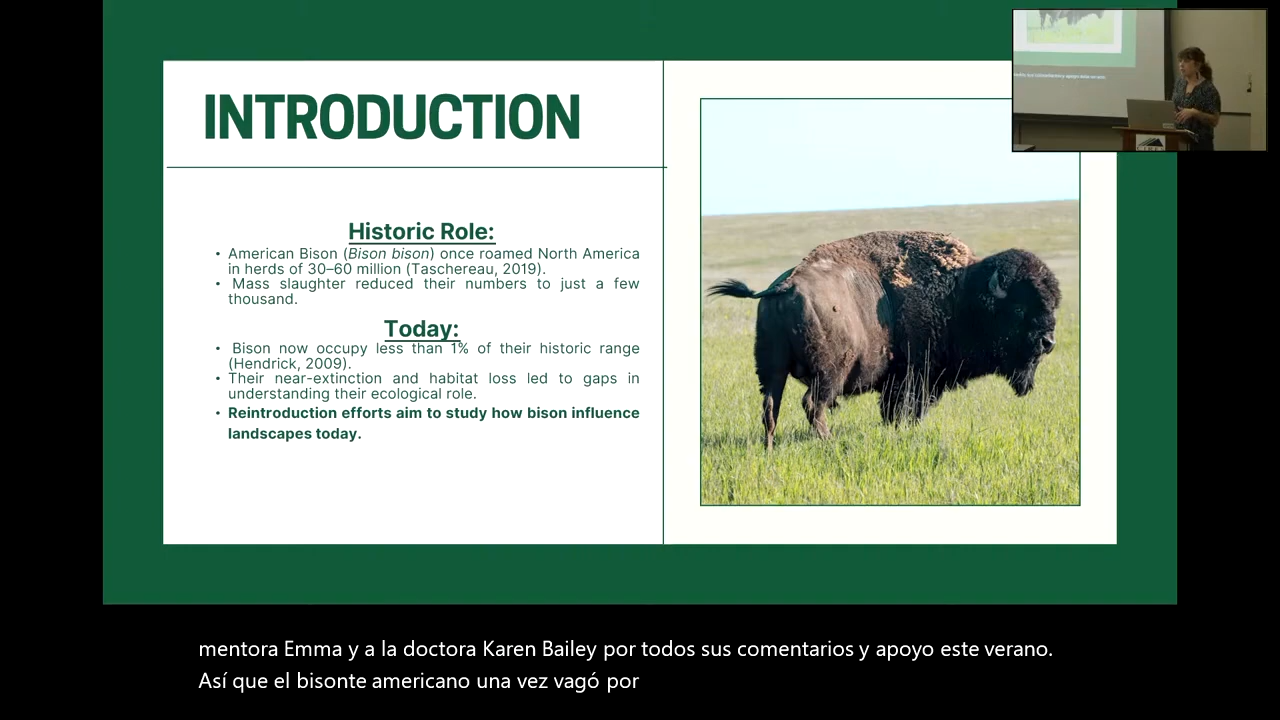 INTRODUCTION
Historic Role:
• American Bison (Bison bison) once roamed North America
in herds of 30–60 million (Taschereau, 2019).
• Mass slaughter reduced their numbers to just a few
thousand.
Today:
• Bison now occupy less than 1% of their historic range
(Hendrick, 2009).
• Their near-extinction and habitat loss led to gaps in
understanding their ecological role.
• Reintroduction efforts aim to study how bison influence
landscapes today.
mentora Emma y a la doctora Karen Bailey por todos sus comentarios y apoyo este verano.
Así que el bisonte americano una vez vagó por